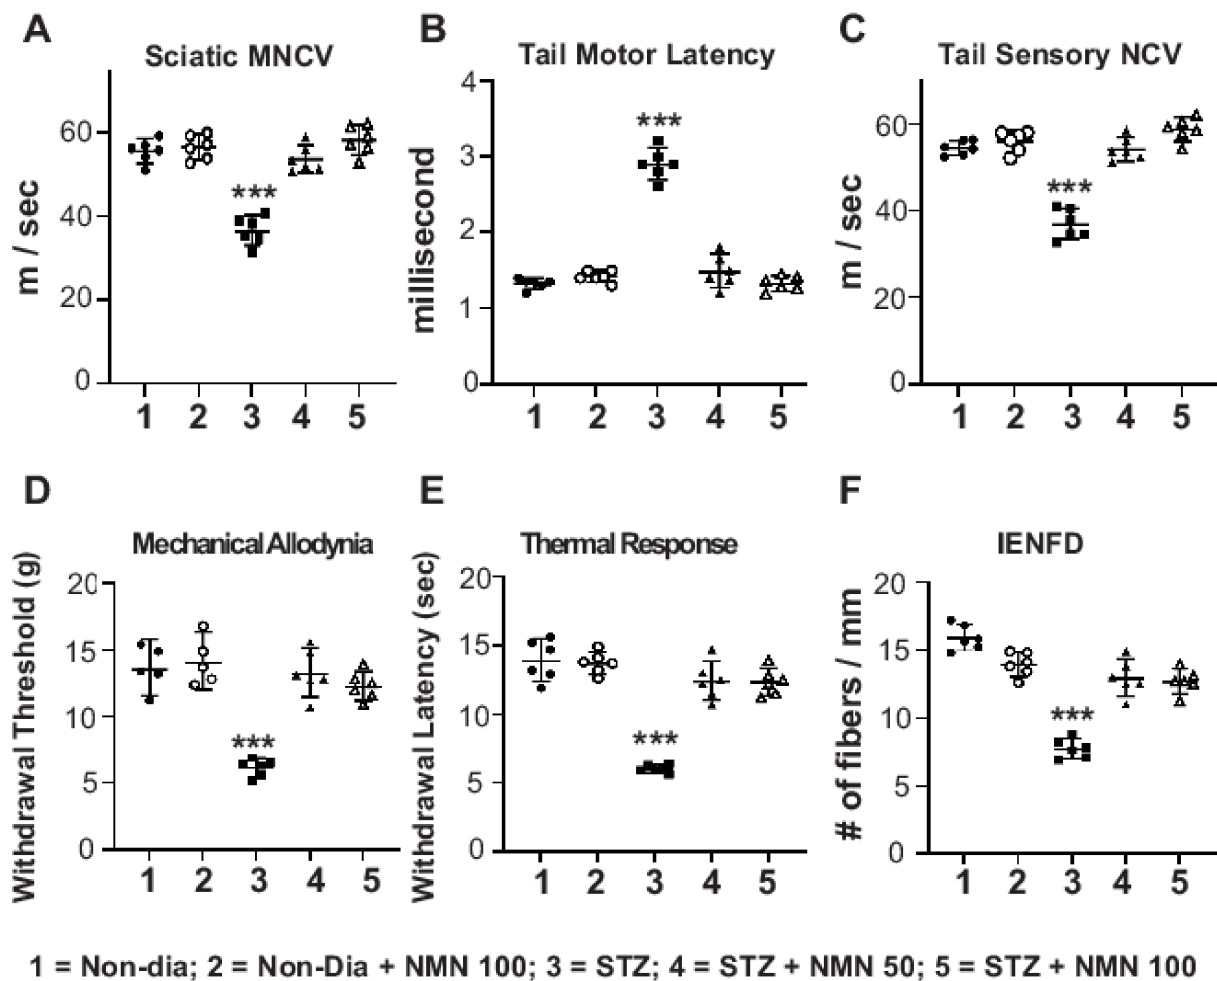 A
Sciatic MNCV
m / sec
60
40
20
0
***
1 2 3 4 5
B
Tail Motor Latency
millisecond
4
3
2
1
0
***
1 2 3 4 5
C
Tail Sensory NCV
m / sec
60
40
20
0
***
1 2 3 4 5
D
Mechanical Allodynia
Withdrawal Threshold (g)
20
15
10
5
0
***
1 2 3 4 5
E
Thermal Response
Withdrawal Latency (sec)
20
15
10
5
0
***
1 2 3 4 5
F
IENFD
# of fibers / mm
20
15
10
5
0
***
1 2 3 4 5
1 = Non-dia; 2 = Non-Dia + NMN 100; 3 = STZ; 4 = STZ + NMN 50; 5 = STZ + NMN 100